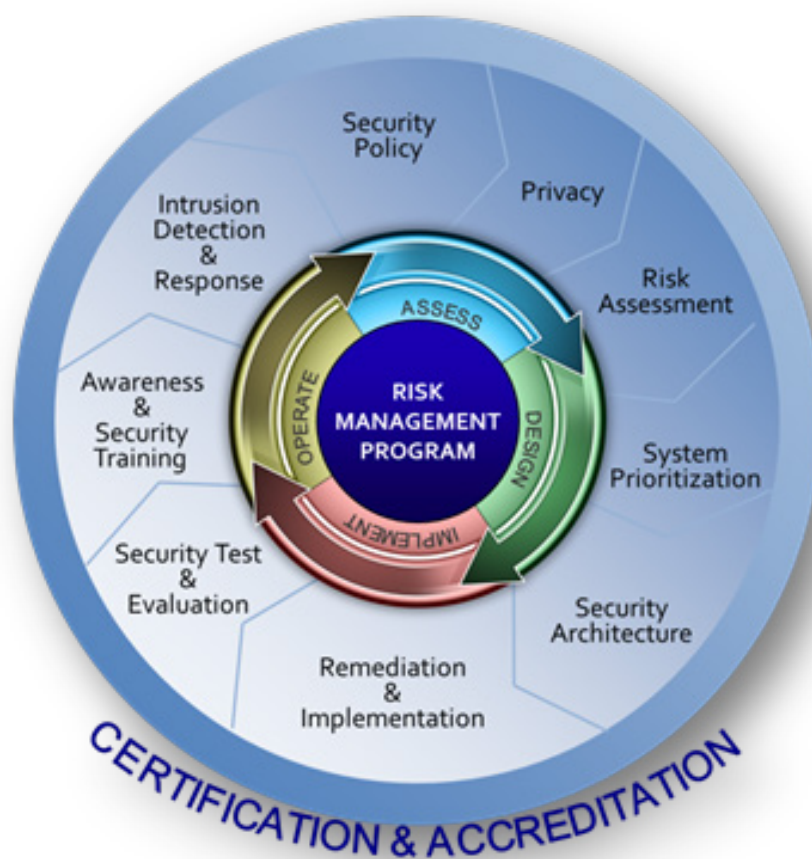 Security
Policy
Privacy
Risk
Assessment
System
Prioritization
Security
Architecture
Remediation
&
Implementation
Security Test
&
Evaluation
Awareness
&
Security
Training
Intrusion
Detection
&
Response
ASSESS
DESIGN
IMPLEMENT
OPERATE
RISK
MANAGEMENT
PROGRAM
CERTIFICATION & ACCREDITATION